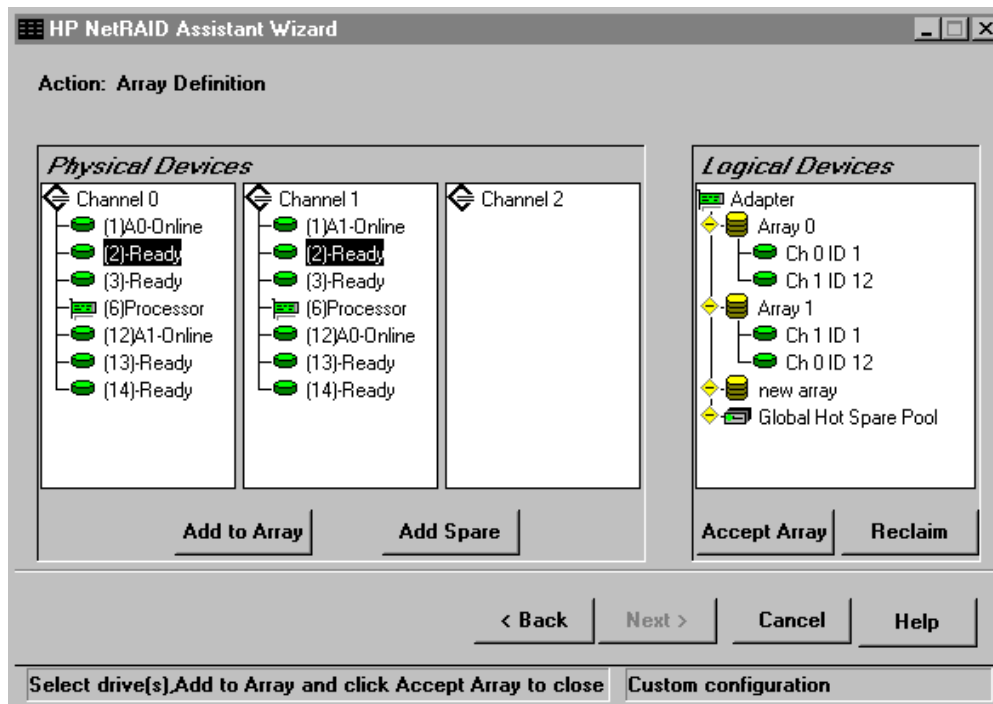 HP NetRAID Assistant Wizard
Action: Array Definition
Physical Devices
Channel 0
(1)A0-Online
(2)-Ready
(3)-Ready
(6)Processor
(12)A1-Online
(13)-Ready
(14)-Ready
Channel 1
(1)A1-Online
(2)-Ready
(3)-Ready
(6)Processor
(12)A0-Online
(13)-Ready
(14)-Ready
Channel 2
Add to Array
Add Spare
Logical Devices
Adapter
Array 0
Ch 0 ID 1
Ch 1 ID 12
Array 1
Ch 1 ID 1
Ch 0 ID 12
new array
Global Hot Spare Pool
Accept Array
Reclaim
< Back
Next >
Cancel
Help
Select drive(s),Add to Array and click Accept Array to close
Custom configuration